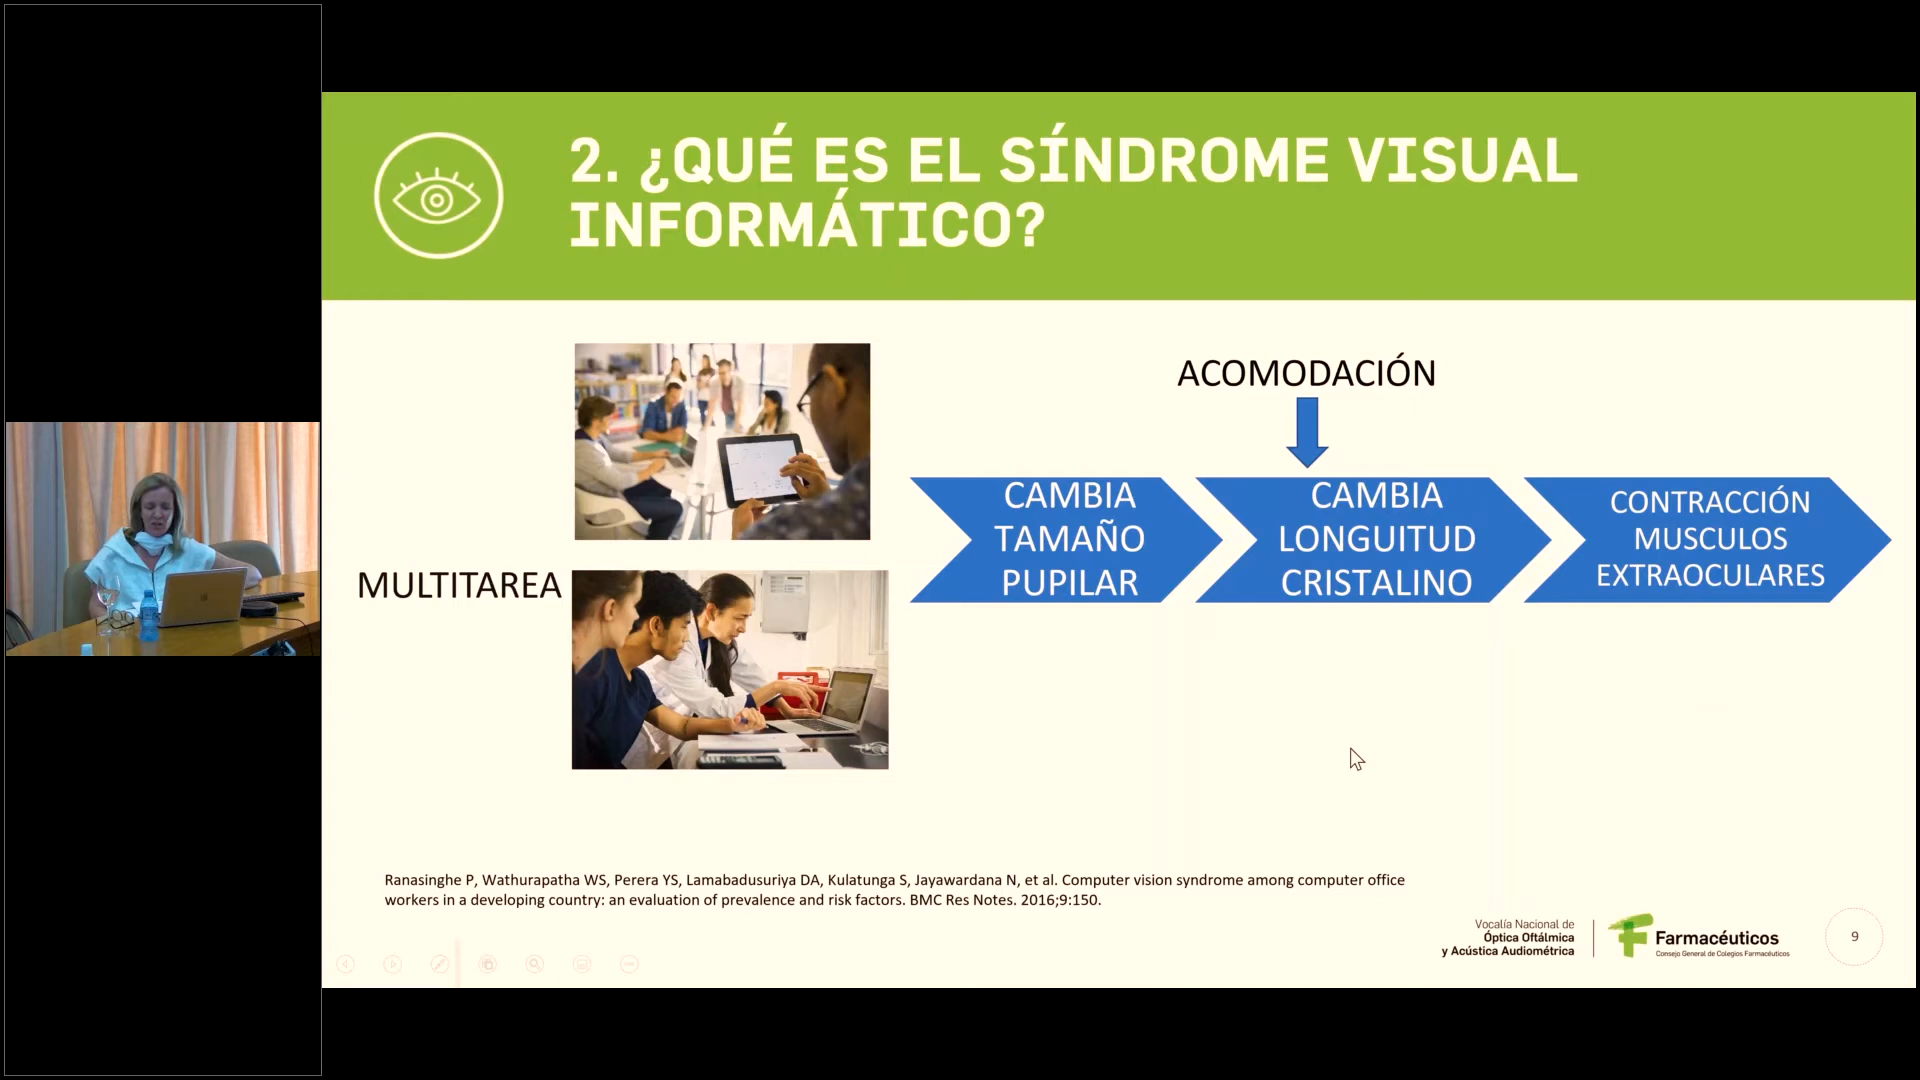 2. ¿QUÉ ES EL SÍNDROME VISUAL
INFORMÁTICO?
ACOMODACIÓN
CAMBIA
TAMAÑO
PUPILAR
CAMBIA
LONGUITUD
CRISTALINO
CONTRACCIÓN
MUSCULOS
EXTRAOCULARES
MULTITAREA
Ranasinghe P, Wathurapatha WS, Perera YS, Lamabadusuriya DA, Kulatunga S, Jayawardana N, et al. Computer vision syndrome among computer office
workers in a developing country: an evaluation of prevalence and risk factors. BMC Res Notes. 2016;9:150.
Vocalía Nacional de
Óptica Oftálmica
y Acústica Audiométrica
Farmacéuticos
Consejo General de Colegios Farmacéuticos
9